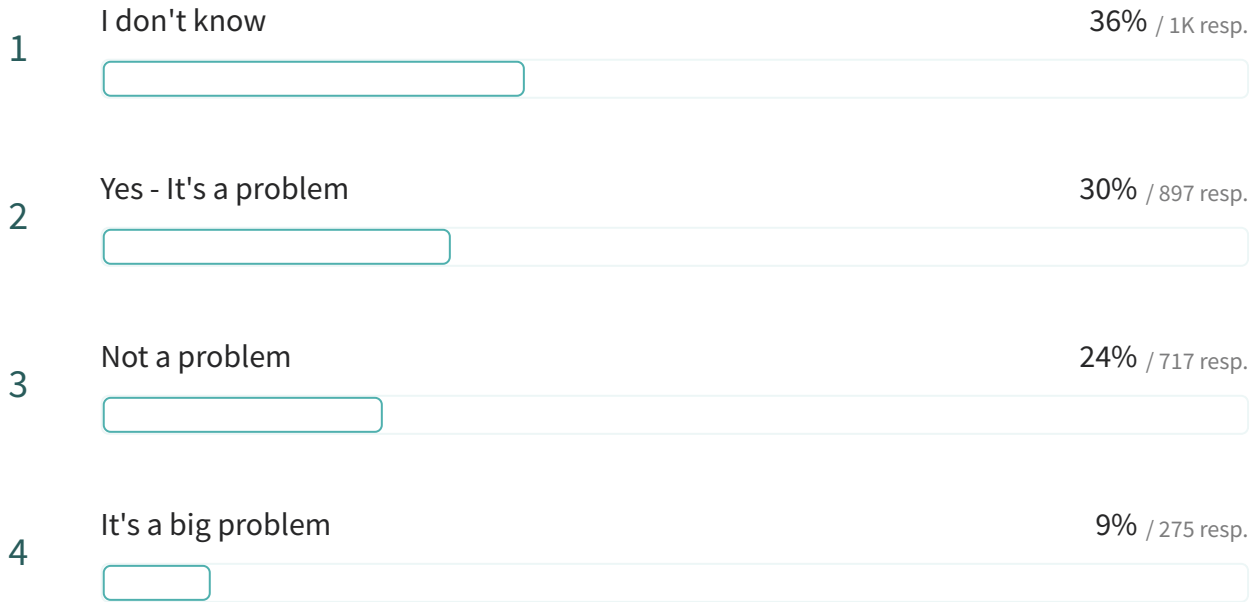 1
I don't know
36% / 1K resp.
2
Yes - It's a problem
30% / 897 resp.
3
Not a problem
24% / 717 resp.
4
It's a big problem
9% / 275 resp.